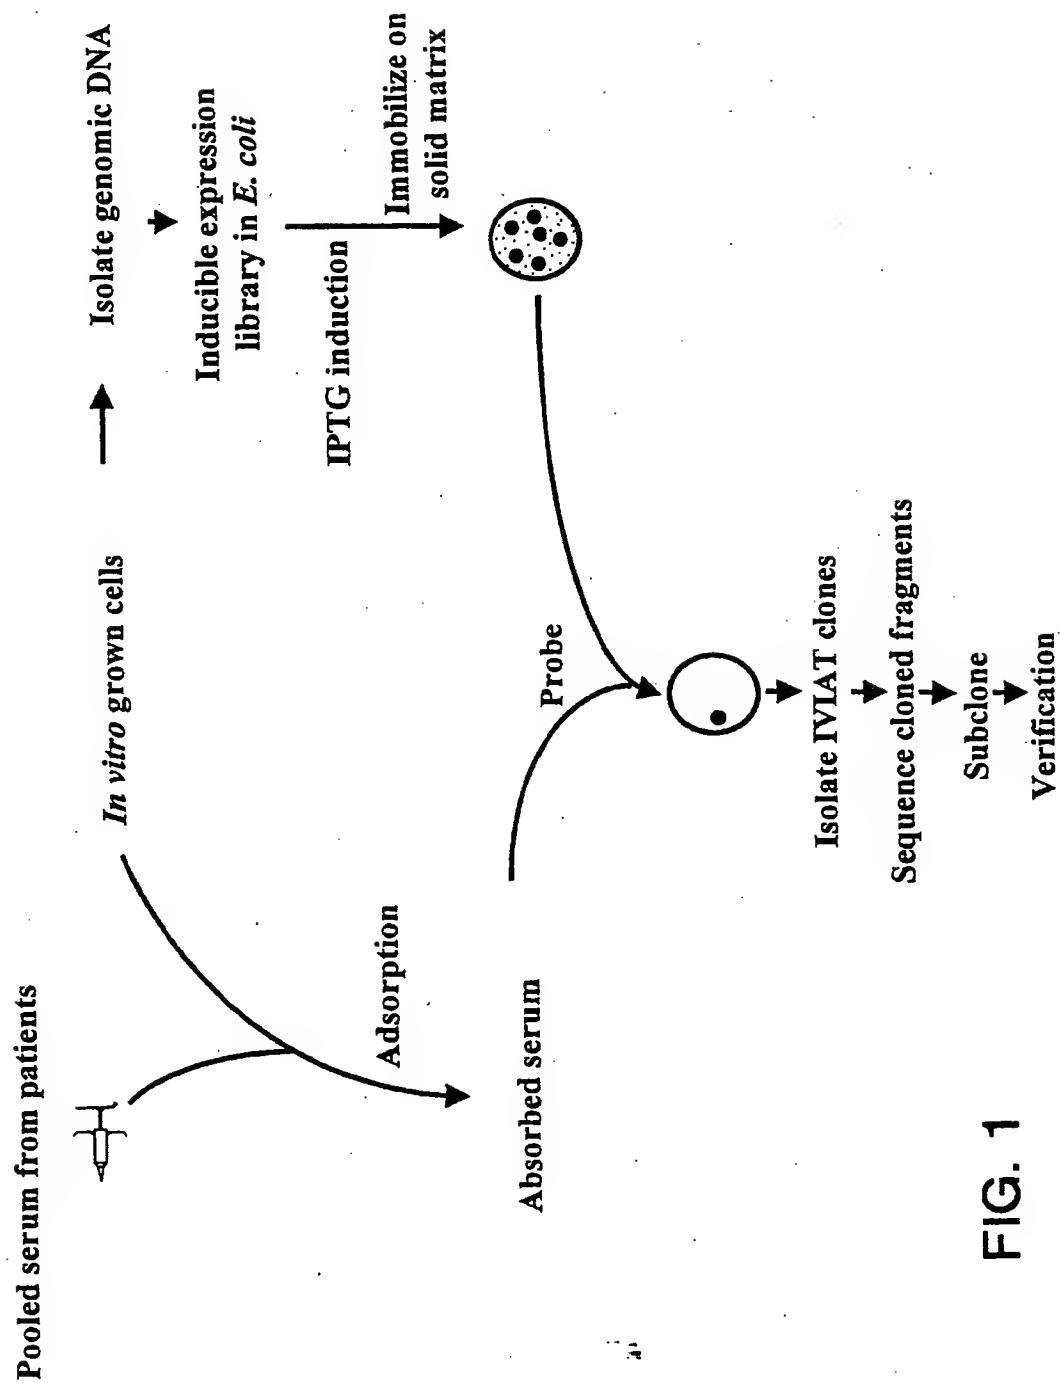 Pooled serum from patients
In vitro grown cells
Isolate genomic DNA
Inducible expression
library in E. coli
IPTG induction
Immobilize on
solid matrix
Adsorption
Absorbed serum
Probe
Isolate IVIAT clones
Sequence cloned fragments
Subclone
Verification
FIG. 1